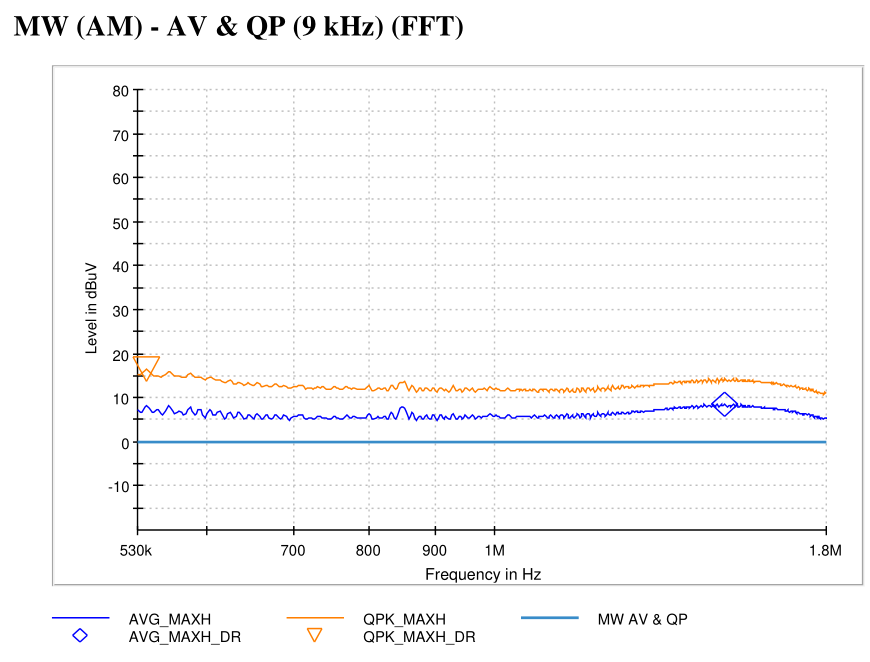 MW (AM) - AV & QP (9 kHz) (FFT)
80
70
60
50
40
30
20
10
0
-10
Level in dBuV
530k 700 800 900 1M 1.8M
Frequency in Hz
AVG_MAXH QPK_MAXH MW AV & QP
AVG_MAXH_DR QPK_MAXH_DR